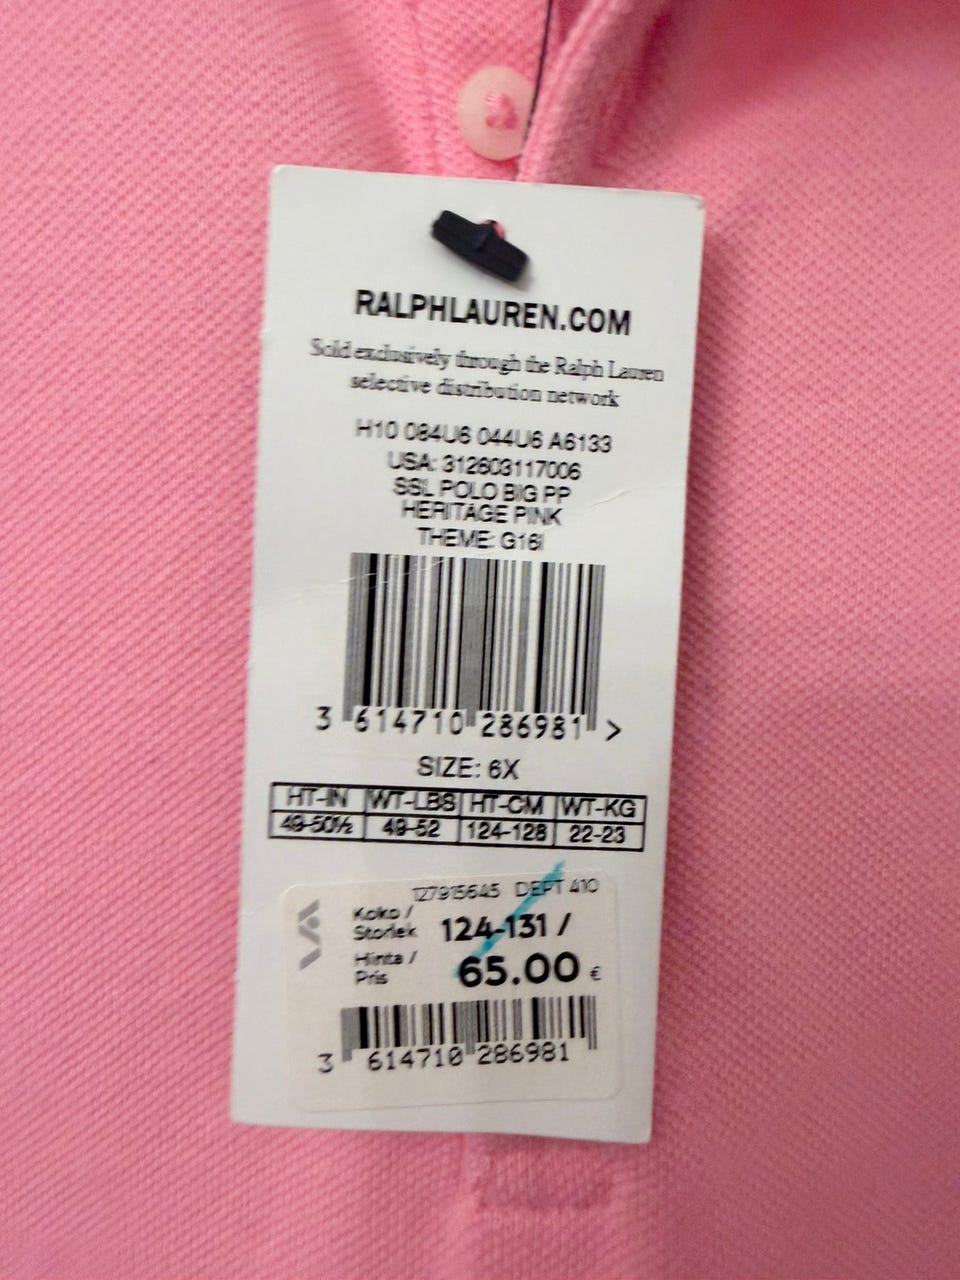 RALPHLAUREN.COM
Sold exclusively through the Ralph Lauren
selective distribution network
H10 084U6 044U6 A6133
USA: 312603117006
SSL POLO BIG PP
HERITAGE PINK
THEME: G16I
3 614710 286981 >
SIZE: 6X
HT-IN WT-LBS HT-CM WT-KG
49-50½ 49-52 124-128 22-23
127915645 DEPT 410
Koko /
Storlek 124-131 /
Hinta /
Pris 65.00 €
3 614710 286981